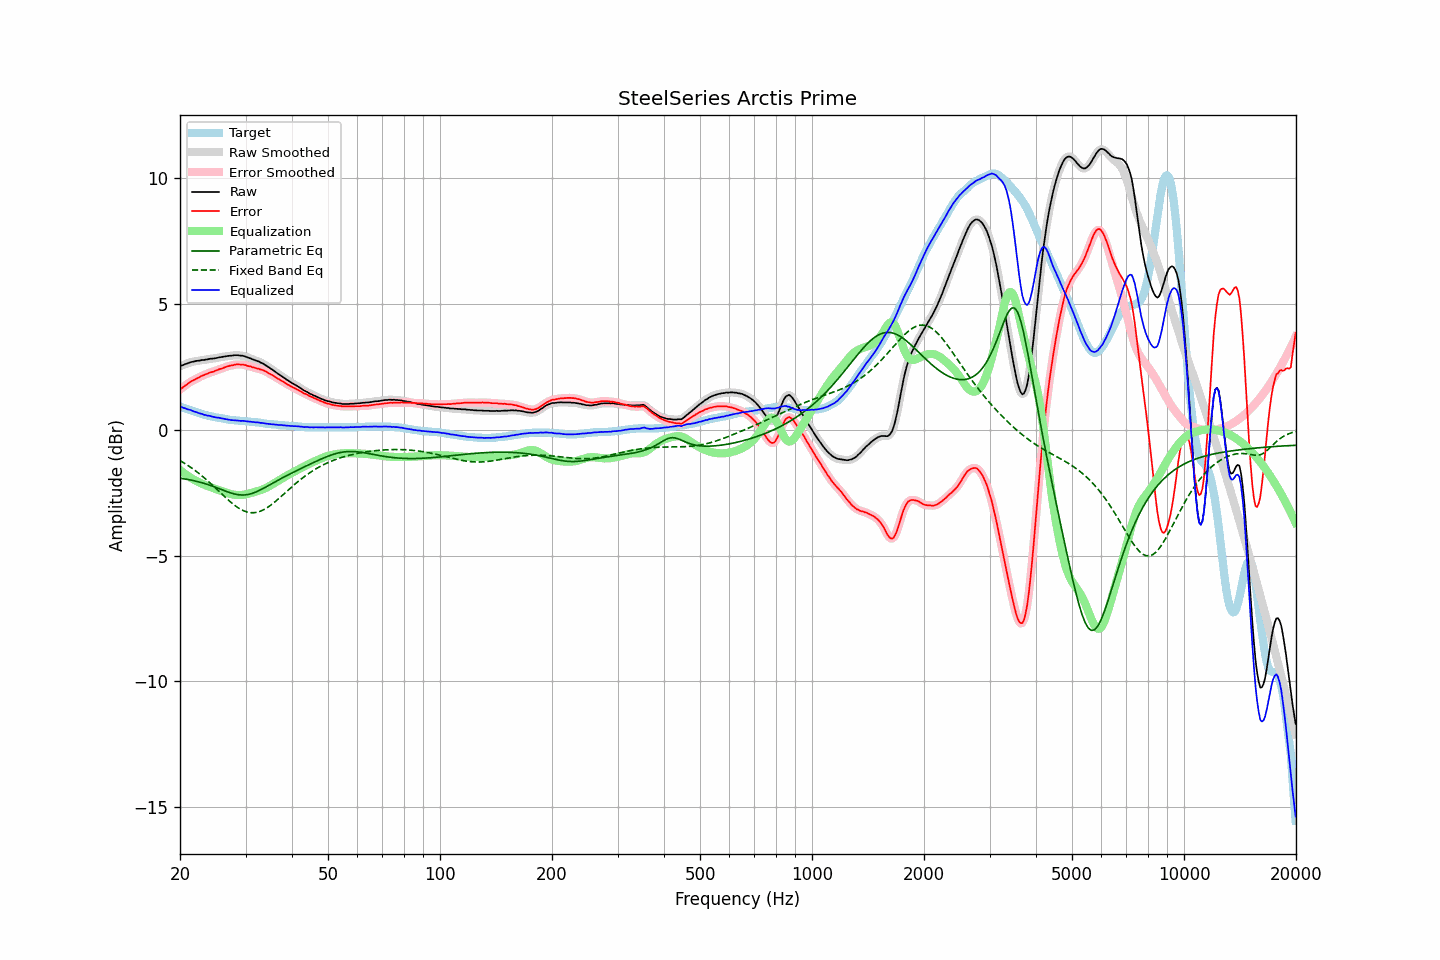 SteelSeries Arctis Prime
Target
Raw Smoothed
Error Smoothed
Raw
Error
Equalization
Parametric Eq
Fixed Band Eq
Equalized
10
5
0
−5
−10
−15
Amplitude (dBr)
20 50 100 200 500 1000 2000 5000 10000 20000
Frequency (Hz)